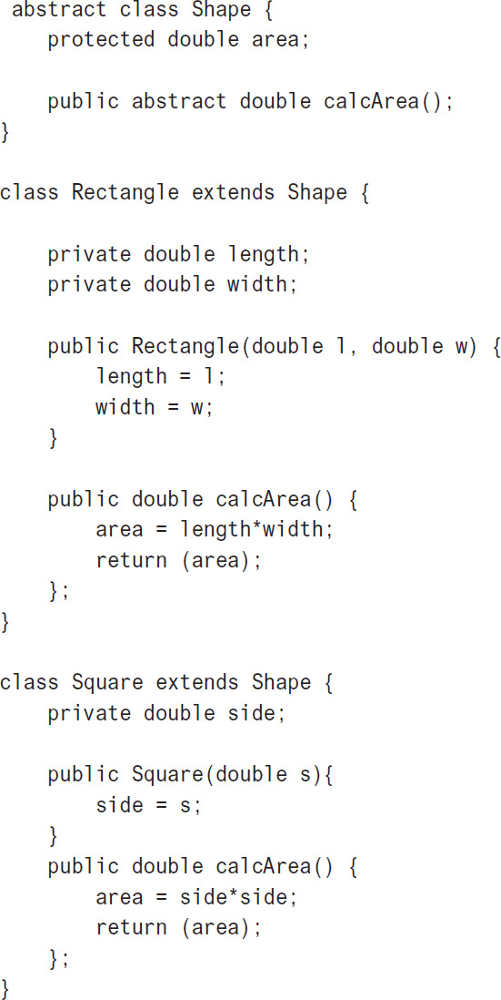 abstract class Shape {
    protected double area;

    public abstract double calcArea();
}

class Rectangle extends Shape {

    private double length;
    private double width;

    public Rectangle(double l, double w) {
        length = l;
        width = w;
    }

    public double calcArea() {
        area = length*width;
        return (area);
    };
}

class Square extends Shape {
    private double side;

    public Square(double s){
        side = s;
    }
    public double calcArea() {
        area = side*side;
        return (area);
    };
}